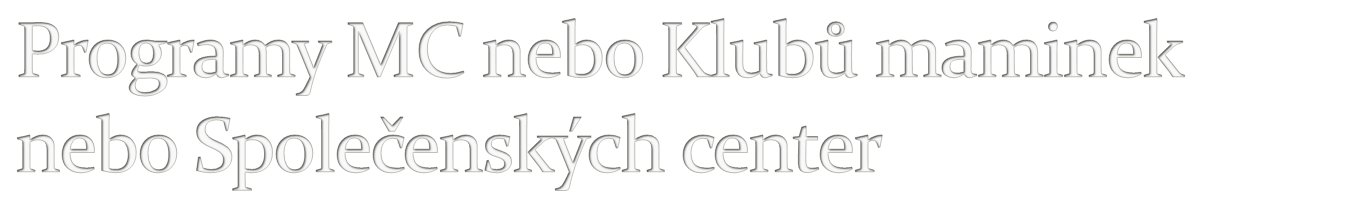 Programy MC nebo Klubů maminek
nebo Společenských center